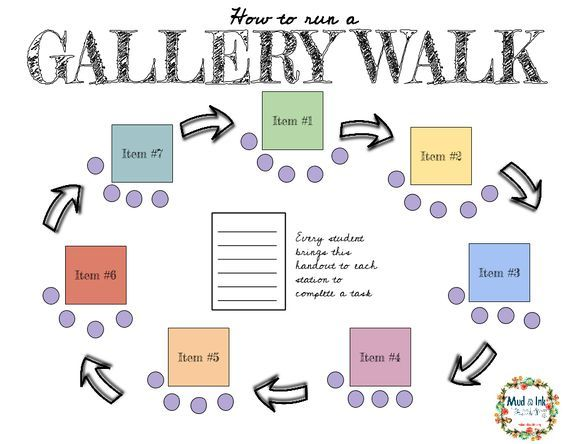 How to run a
GALLERY WALK
Item #1
Item #2
Item #3
Item #4
Item #5
Item #6
Item #7
Every student
brings this
handout to each
station to
complete a task
Mud & Ink
Teaching